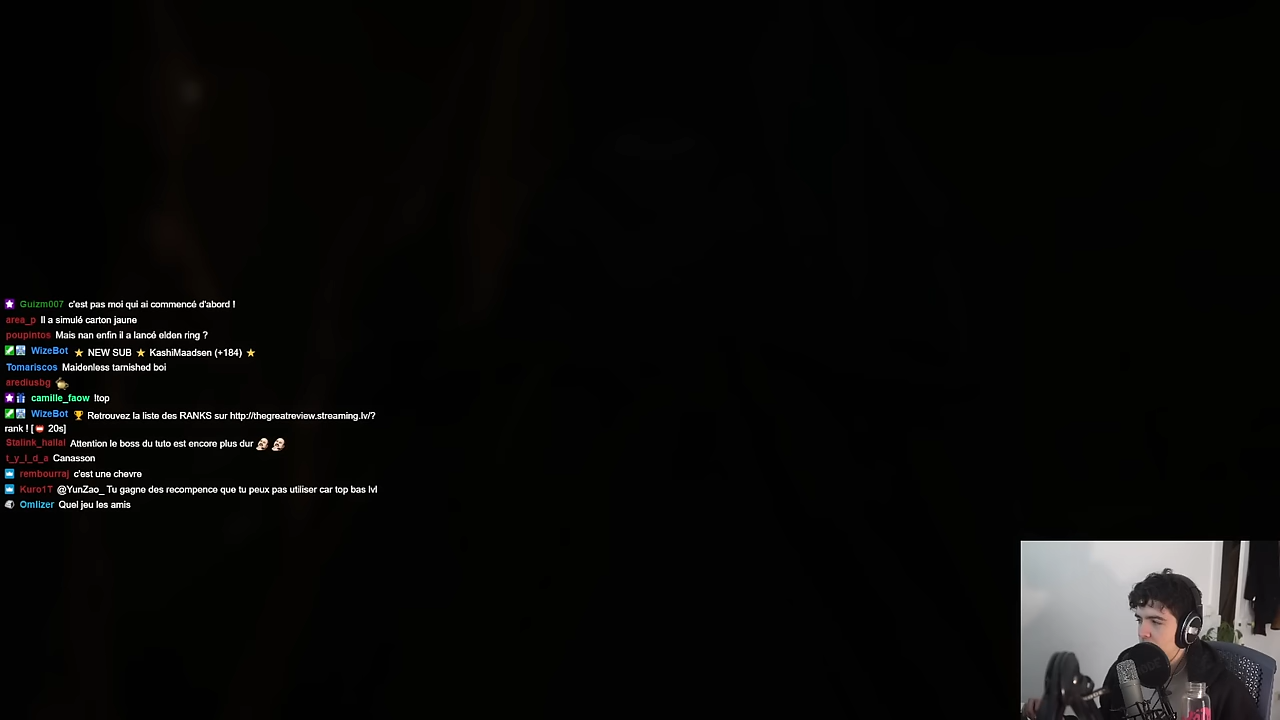 Guizm007 c'est pas moi qui ai commencé d'abord !
area_p Il a simulé carton jaune
poupintos Mais nan enfin il a lancé elden ring ?
WizeBot NEW SUB KashiMaadsen (+184)
Tomariscos Maidenless tarnished boi
arediusbg
camille_faow !top
WizeBot Retrouvez la liste des RANKS sur http://thegreatreview.streaming.lv/?
rank ! [ 20s]
Stalink_hallal Attention le boss du tuto est encore plus dur
t_y_l_d_a Canasson
rembourraj c'est une chevre
Kuro1T @YunZao_ Tu gagne des recompence que tu peux pas utiliser car top bas lvl
Omlizer Quel jeu les amis